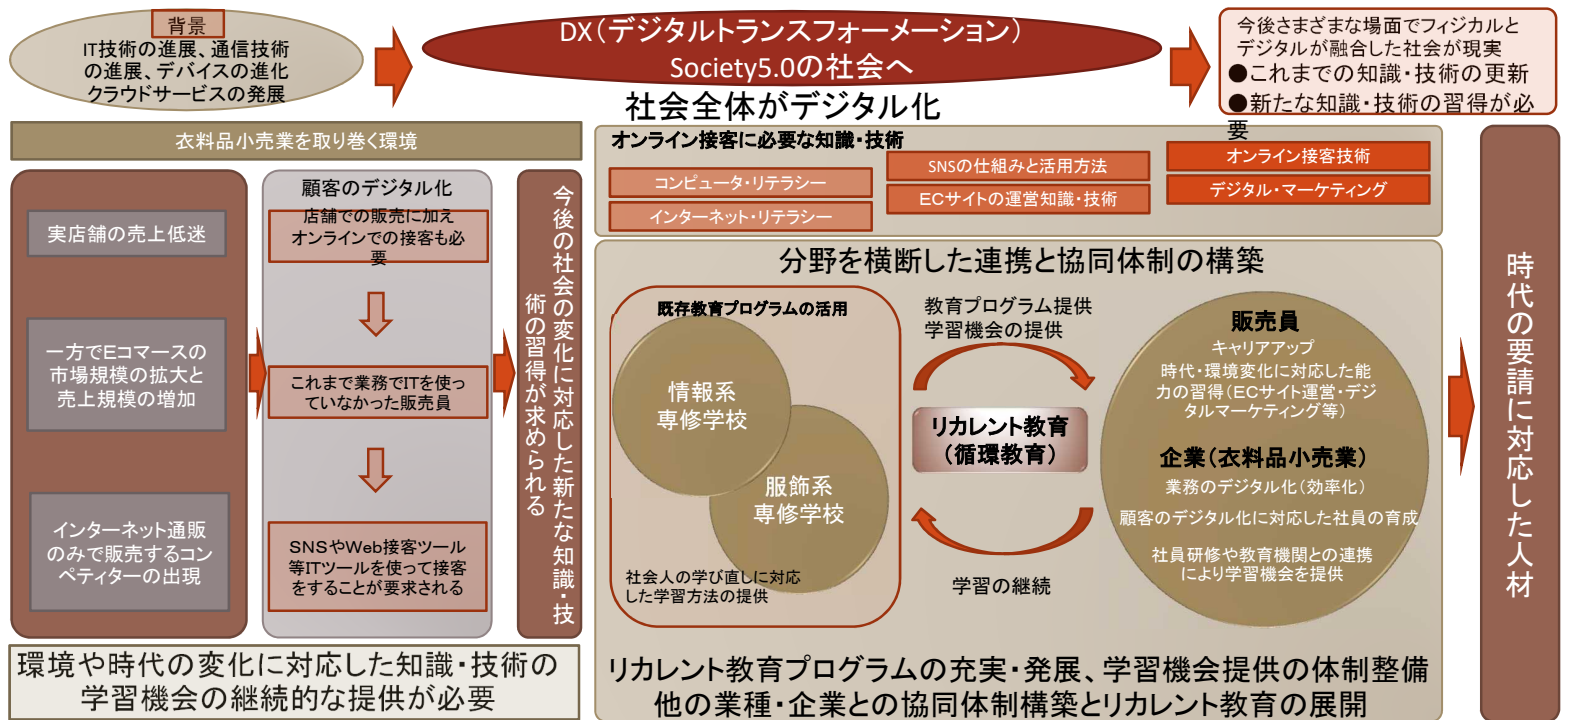 背景
IT技術の進展、通信技術
の進展、デバイスの進化
クラウドサービスの発展
DX(デジタルトランスフォーメーション)
Society5.0の社会へ
社会全体がデジタル化
今後さまざまな場面でフィジカルと
デジタルが融合した社会が現実
●これまでの知識・技術の更新
●新たな知識・技術の習得が必
要
衣料品小売業を取り巻く環境
実店舗の売上低迷
一方でEコマースの
市場規模の拡大と
売上規模の増加
インターネット通販
のみで販売するコン
ペティターの出現
顧客のデジタル化
店舗での販売に加え
オンラインでの接客も必
要
これまで業務でITを使っ
ていなかった販売員
SNSやWeb接客ツール
等ITツールを使って接客
をすることが要求される
今後の社会の変化に対応した新たな知識・技
術の習得が求められる
環境や時代の変化に対応した知識・技術の
学習機会の継続的な提供が必要
オンライン接客に必要な知識・技術
コンピュータ・リテラシー
インターネット・リテラシー
SNSの仕組みと活用方法
ECサイトの運営知識・技術
オンライン接客技術
デジタル・マーケティング
分野を横断した連携と協同体制の構築
既存教育プログラムの活用
情報系
専修学校
服飾系
専修学校
社会人の学び直しに対応
した学習方法の提供
教育プログラム提供
学習機会の提供
リカレント教育
(循環教育)
学習の継続
販売員
キャリアアップ
時代・環境変化に対応した能
力の習得(ECサイト運営・デジ
タルマーケティング等)
企業(衣料品小売業)
業務のデジタル化(効率化)
顧客のデジタル化に対応した社員の育成
社員研修や教育機関との連携
により学習機会を提供
リカレント教育プログラムの充実・発展、学習機会提供の体制整備
他の業種・企業との協同体制構築とリカレント教育の展開
時代の要請に対応した人材